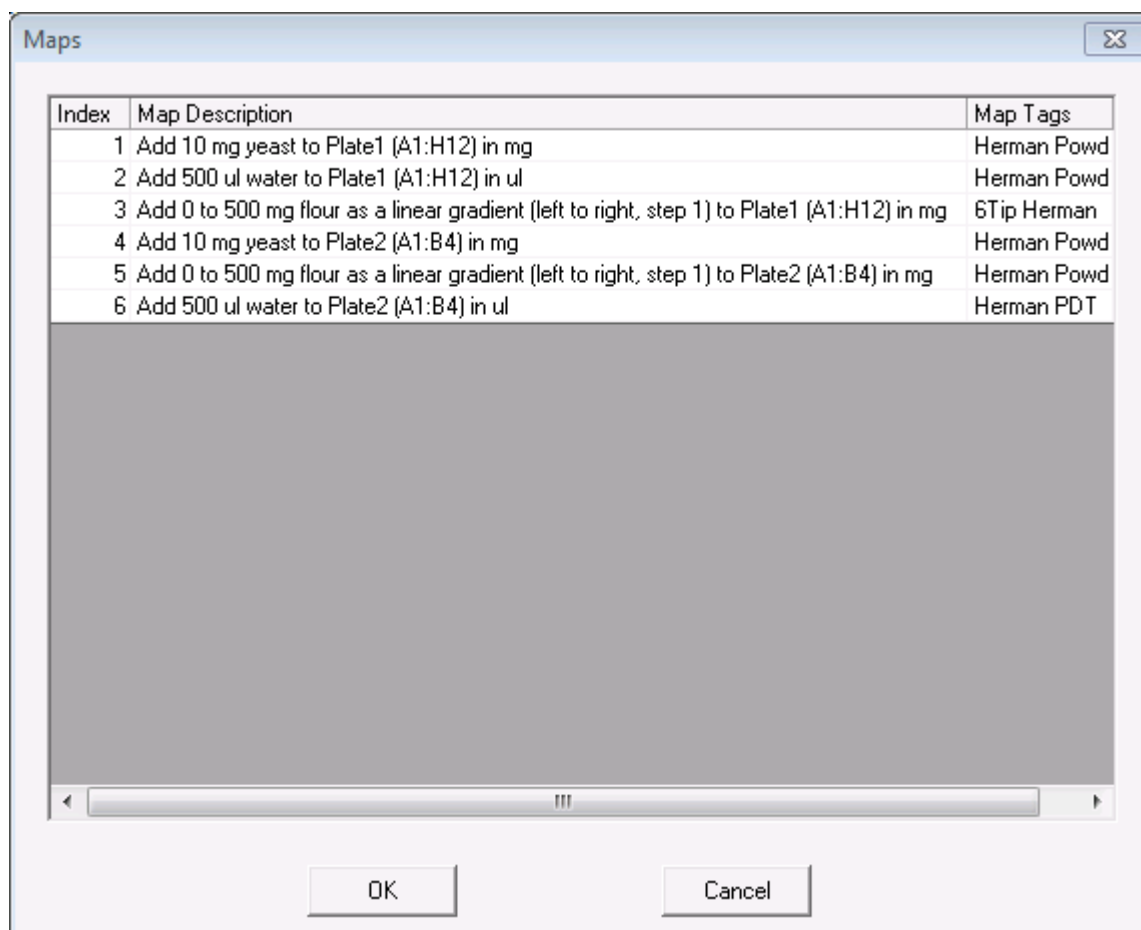 Maps
Index Map Description Map Tags
1 Add 10 mg yeast to Plate1 (A1:H12) in mg Herman Powd
2 Add 500 ul water to Plate1 (A1:H12) in ul Herman Powd
3 Add 0 to 500 mg flour as a linear gradient (left to right, step 1) to Plate1 (A1:H12) in mg 6Tip Herman
4 Add 10 mg yeast to Plate2 (A1:B4) in mg Herman Powd
5 Add 0 to 500 mg flour as a linear gradient (left to right, step 1) to Plate2 (A1:B4) in mg Herman Powd
6 Add 500 ul water to Plate2 (A1:B4) in ul Herman PDT
OK Cancel